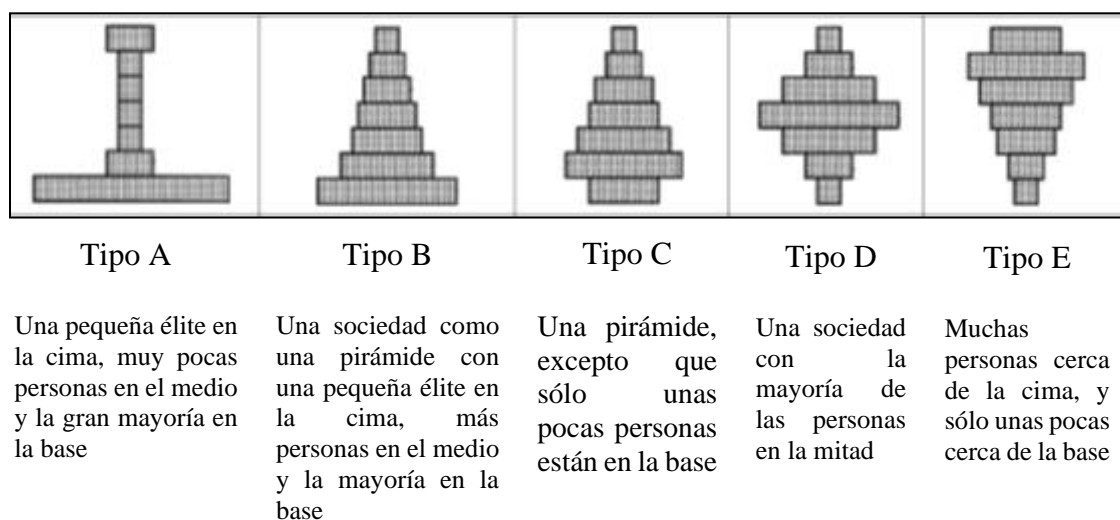 Tipo A
Tipo B
Tipo C
Tipo D
Tipo E
Una pequeña élite en
la cima, muy pocas
personas en el medio
y la gran mayoría en
la base
Una sociedad como
una pirámide con
una pequeña élite en
la cima, más
personas en el medio
y la mayoría en la
base
Una pirámide,
excepto que
sólo unas
pocas personas
están en la base
Una sociedad
con la
mayoría de
las personas
en la mitad
Muchas
personas cerca
de la cima, y
sólo unas pocas
cerca de la base